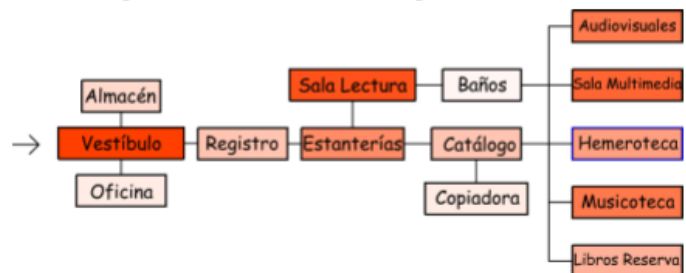 Audiovisuales
Sala Lectura
Baños
Sala Multimedia
Almacén
Vestíbulo
Registro
Estanterías
Catálogo
Hemeroteca
Oficina
Copiadora
Musicoteca
Libros Reserva